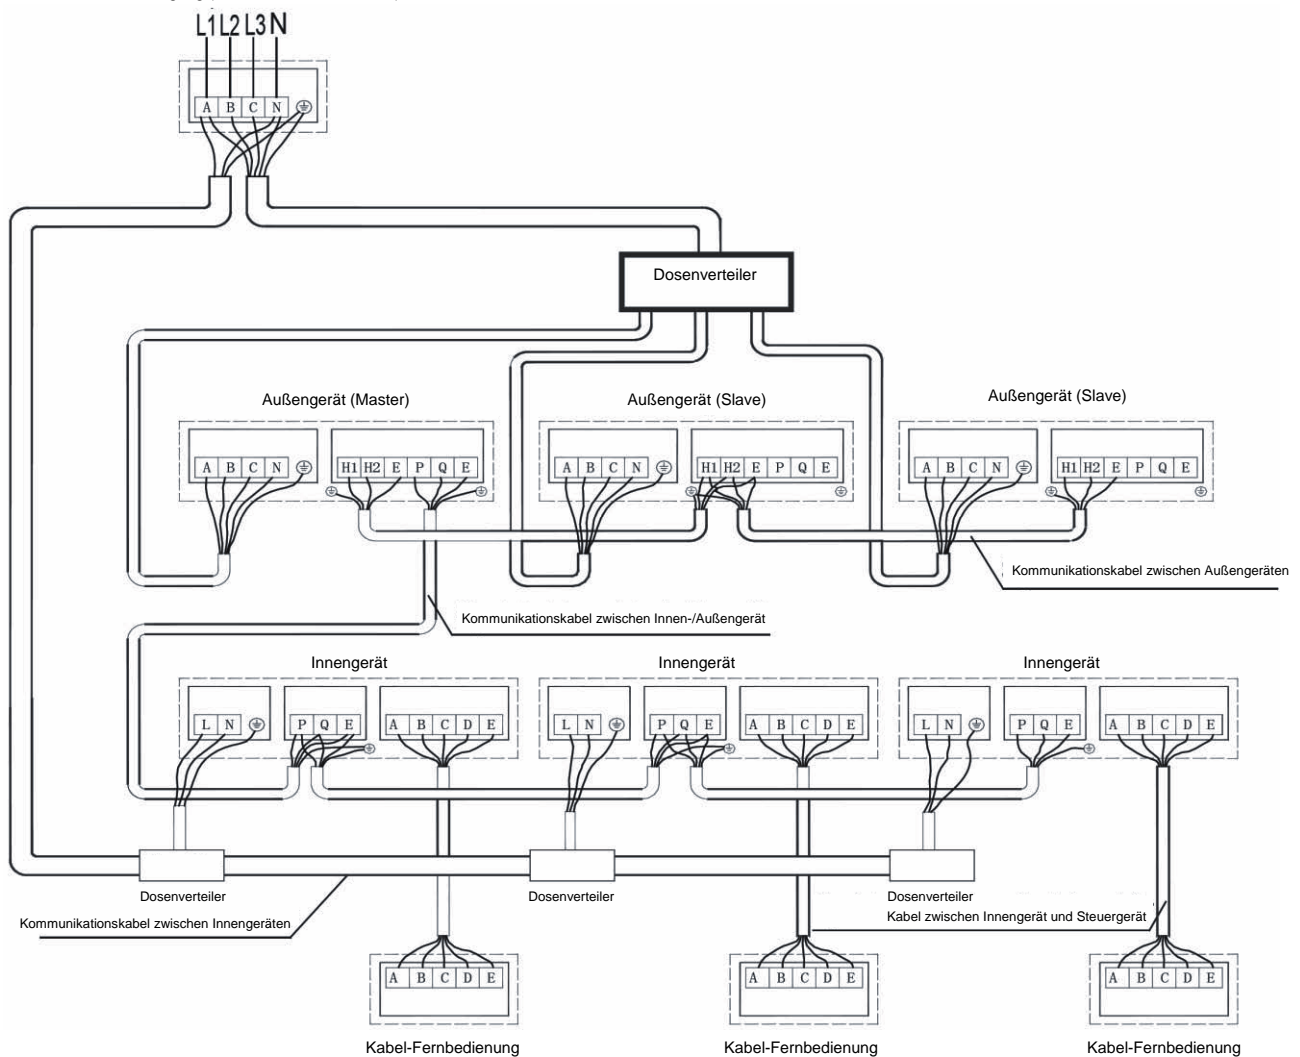 L1 L2 L3 N
A B C N
Dosenverteiler
Außengerät (Master)
Außengerät (Slave)
Außengerät (Slave)
A B C N
H1 H2 E P Q E
A B C N
H1 H2 E P Q E
A B C N
H1 H2 E P Q E
Kommunikationskabel zwischen Außengeräten
Kommunikationskabel zwischen Innen-/Außengerät
Innengerät
Innengerät
Innengerät
L N
P Q E
A B C D E
L N
P Q E
A B C D E
L N
P Q E
A B C D E
Dosenverteiler
Dosenverteiler
Dosenverteiler
Kommunikationskabel zwischen Innengeräten
Kabel zwischen Innengerät und Steuergerät
A B C D E
A B C D E
A B C D E
Kabel-Fernbedienung
Kabel-Fernbedienung
Kabel-Fernbedienung